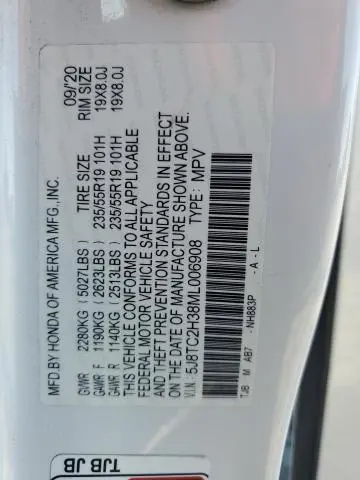 MFD.BY HONDA OF AMERICA MFG.,INC. 09/'20
TIRE SIZE RIM SIZE
GVWR 2280KG (5027LBS)
GAWR F 1190KG (2623LBS) 235/55R19 101H 19X8.0J
GAWR R 1140KG (2513LBS) 235/55R19 101H 19X8.0J
THIS VEHICLE CONFORMS TO ALL APPLICABLE
FEDERAL MOTOR VEHICLE SAFETY
AND THEFT PREVENTION STANDARDS IN EFFECT
ON THE DATE OF MANUFACTURE SHOWN ABOVE.
V.I.N.: 5J8TC2H38ML006908 TYPE: MPV
TJB M AB7 - NH883P - A - L
TJB JB